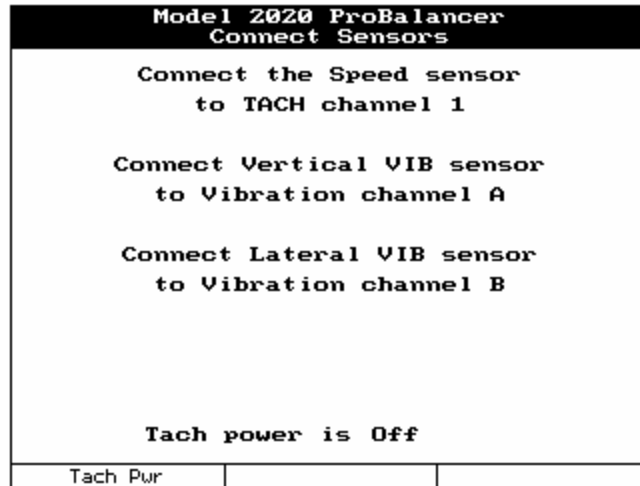 Model 2020 ProBalancer
Connect Sensors
Connect the Speed sensor
to TACH channel 1
Connect Vertical VIB sensor
to Vibration channel A
Connect Lateral VIB sensor
to Vibration channel B
Tach power is Off
Tach Pwr